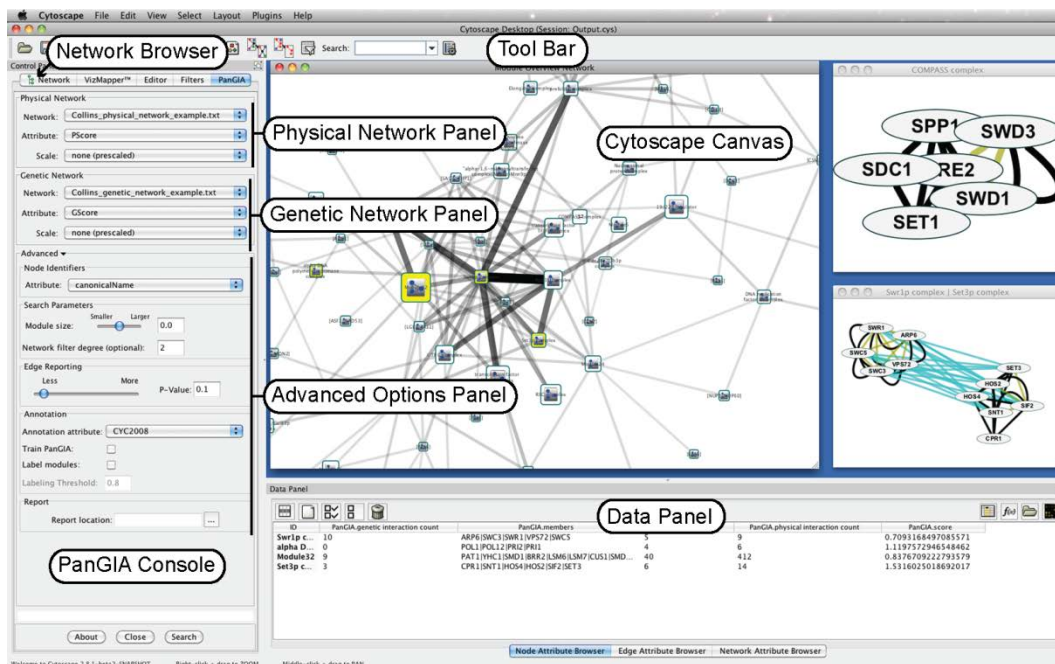 Cytoscape File Edit View Select Layout Plugins Help
Cytoscape Desktop (Session: Output.cys)
Network Browser
Search:
Tool Bar
Network VizMapper™ Editor Filters PanGIA
Module Overview Network
COMPASS complex
Physical Network
Network: Collins_physical_network_example.txt
Attribute: PScore
Scale: none (prescaled)
Physical Network Panel
Cytoscape Canvas
SPP1
SWD3
SDC1
RE2
SWD1
SET1
Genetic Network
Network: Collins_genetic_network_example.txt
Attribute: GScore
Scale: none (prescaled)
Genetic Network Panel
Advanced
Node Identifiers
Attribute: canonicalName
Search Parameters
Smaller Larger
Module size: 0.0
Network filter degree (optional): 2
Edge Reporting
Less More
P-Value: 0.1
Advanced Options Panel
Swr1p complex | Set3p complex
SWR1
ARP6
SWC5
VPS72
SWC3
SET3
HOS2
HOS4
SIF2
SNT1
CPR1
Annotation
Annotation attribute: CYC2008
Train PanGIA:
Label modules:
Labeling Threshold: 0.8
Report
Report location: ...
PanGIA Console
About Close Search
Data Panel
Data Panel
ID PanGIA.genetic interaction count PanGIA.members PanGIA.physical interaction count PanGIA.score
Swr1p c... 10 ARP6|SWC3|SWR1|VPS72|SWC5 5 9 0.7093168497085571
alpha D... 0 POL1|POL12|PRI2|PRI1 4 6 1.1197572946548462
Module32 9 PAT1|YHC1|SMD1|BRR2|LSM6|LSM7|CUS1|SMD... 40 412 0.8376709222793579
Set3p c... 3 CPR1|SNT1|HOS4|HOS2|SIF2|SET3 6 14 1.5316025018692017
Node Attribute Browser Edge Attribute Browser Network Attribute Browser